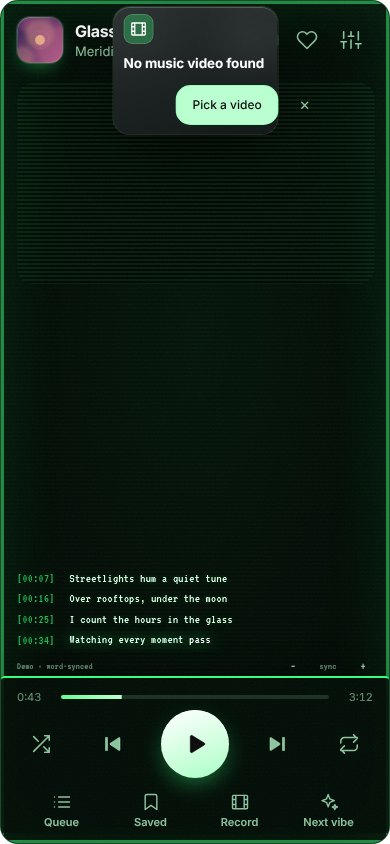 Glass
Meridi
No music video found
Pick a video
×
[00:07] Streetlights hum a quiet tune
[00:16] Over rooftops, under the moon
[00:25] I count the hours in the glass
[00:34] Watching every moment pass
Demo · word-synced - sync +
0:43 3:12
Queue Saved Record Next vibe